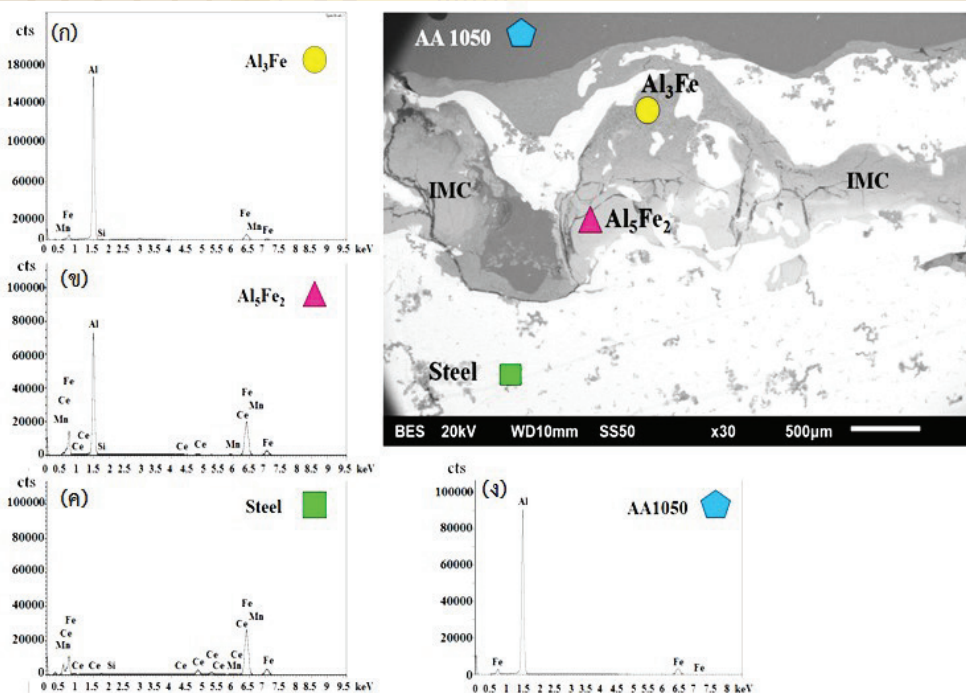 cts
(ก)
Al₃Fe
180000
140000
100000
60000
20000
0
Al
Fe
Mn
Si
Fe
Mn
Fe
0 0.5 1 1.5 2 2.5 3 3.5 4 4.5 5 5.5 6 6.5 7 7.5 8 8.5 9 9.5 keV
cts
(ข)
Al₅Fe₂
100000
80000
60000
40000
20000
0
Al
Fe
Ce
Mn
Ce
Ce
Si
Ce
Ce
Mn
Fe
Mn
Ce
Fe
0 0.5 1 1.5 2 2.5 3 3.5 4 4.5 5 5.5 6 6.5 7 7.5 8 8.5 9 9.5 keV
cts
(ค)
Steel
100000
80000
60000
40000
20000
0
Fe
Ce
Mn
Ce
Ce
Si
Ce
Ce
Ce
Ce
Ce
Mn
Fe
Mn
Ce
Fe
0 0.5 1 1.5 2 2.5 3 3.5 4 4.5 5 5.5 6 6.5 7 7.5 8 8.5 9 9.5 keV
AA 1050
Al₃Fe
IMC
IMC
Al₅Fe₂
Steel
BES 20kV WD10mm SS50 x30 500µm
cts
(ง)
AA1050
100000
80000
60000
40000
20000
0
Al
Fe
Fe
Fe
0 0.5 1 1.5 2 2.5 3 3.5 4 4.5 5 5.5 6 6.5 7 7.5 8 8.5 keV